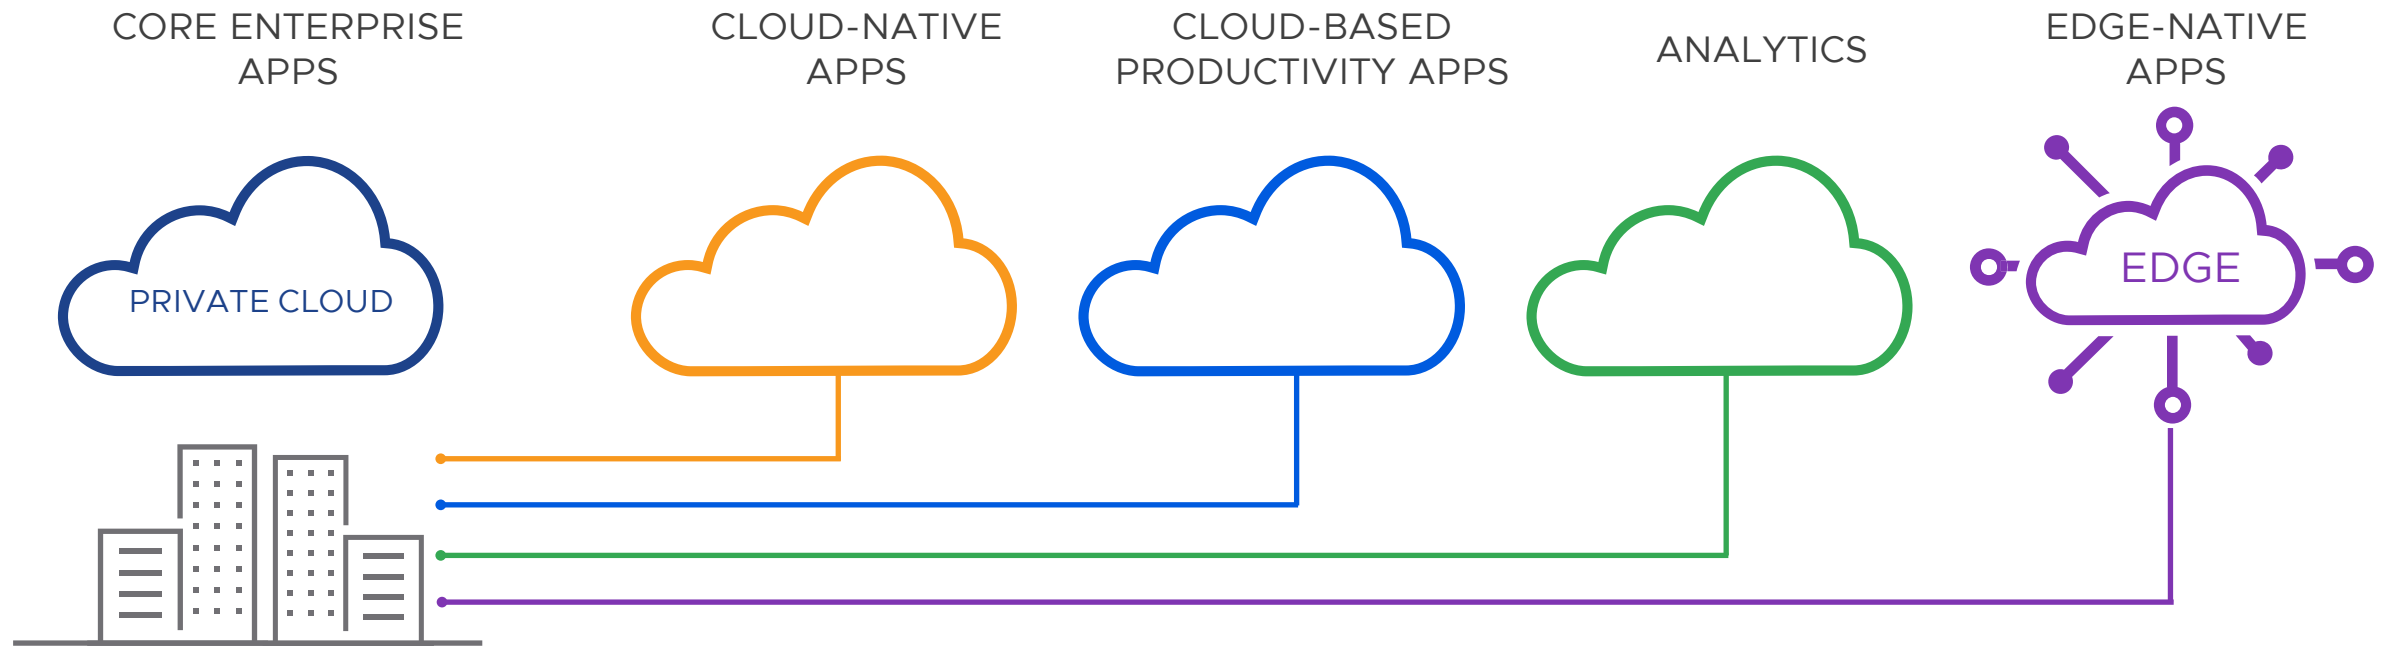 CORE ENTERPRISE
APPS
CLOUD-NATIVE
APPS
CLOUD-BASED
PRODUCTIVITY APPS
ANALYTICS
EDGE-NATIVE
APPS
PRIVATE CLOUD
EDGE